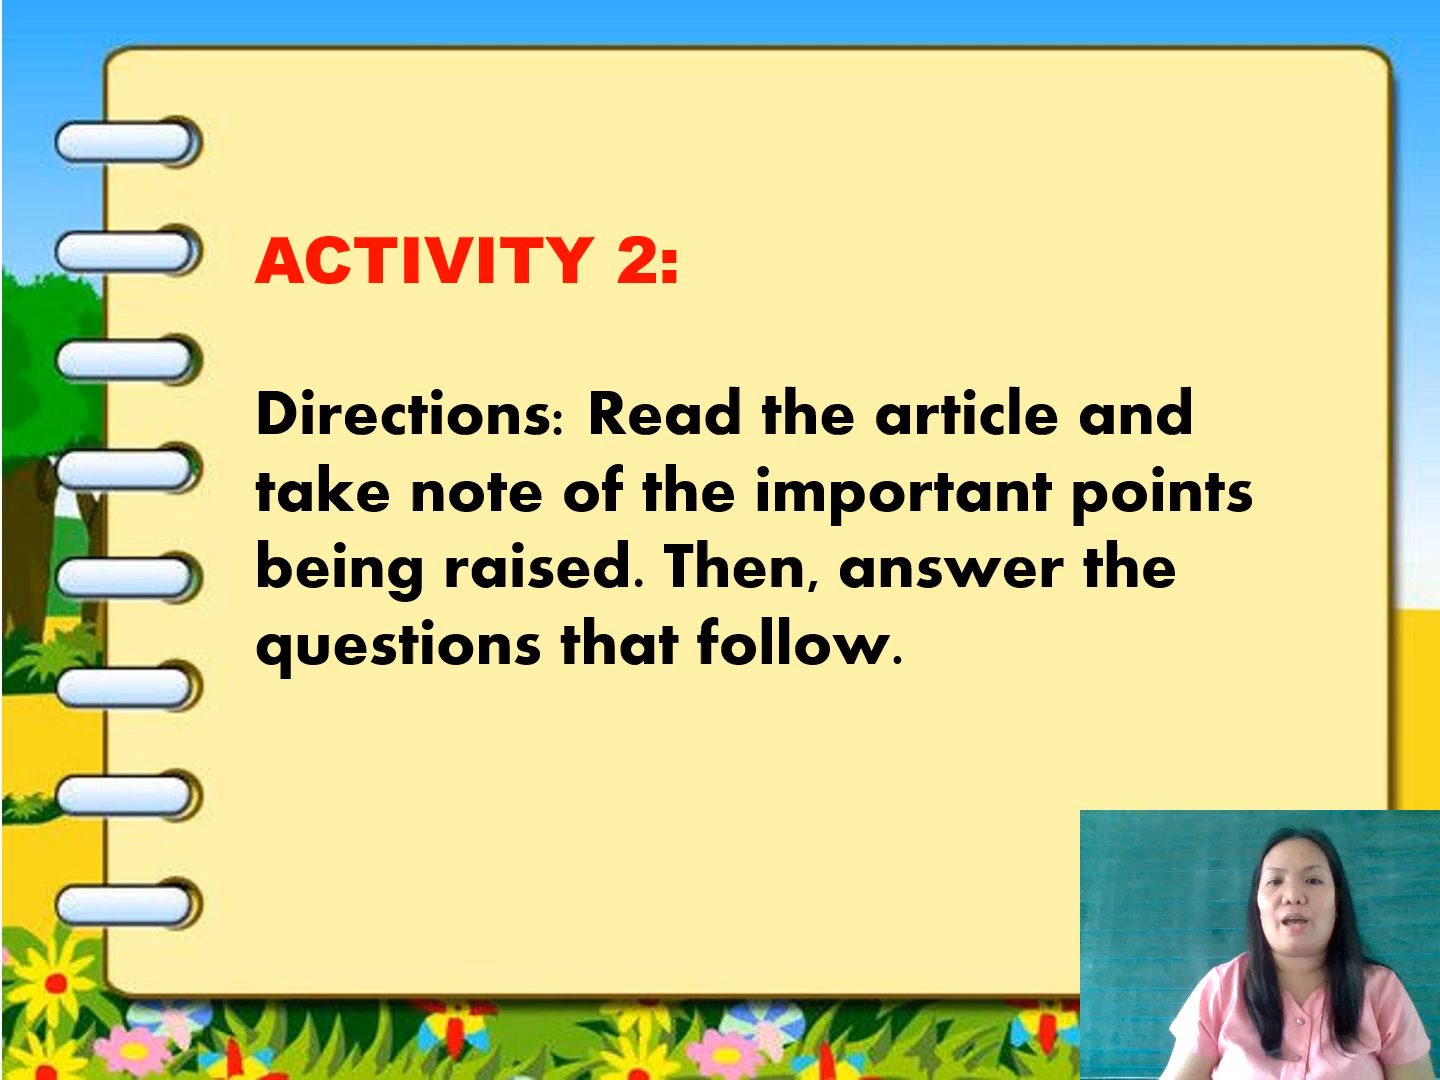 ACTIVITY 2:
Directions: Read the article and
take note of the important points
being raised. Then, answer the
questions that follow.